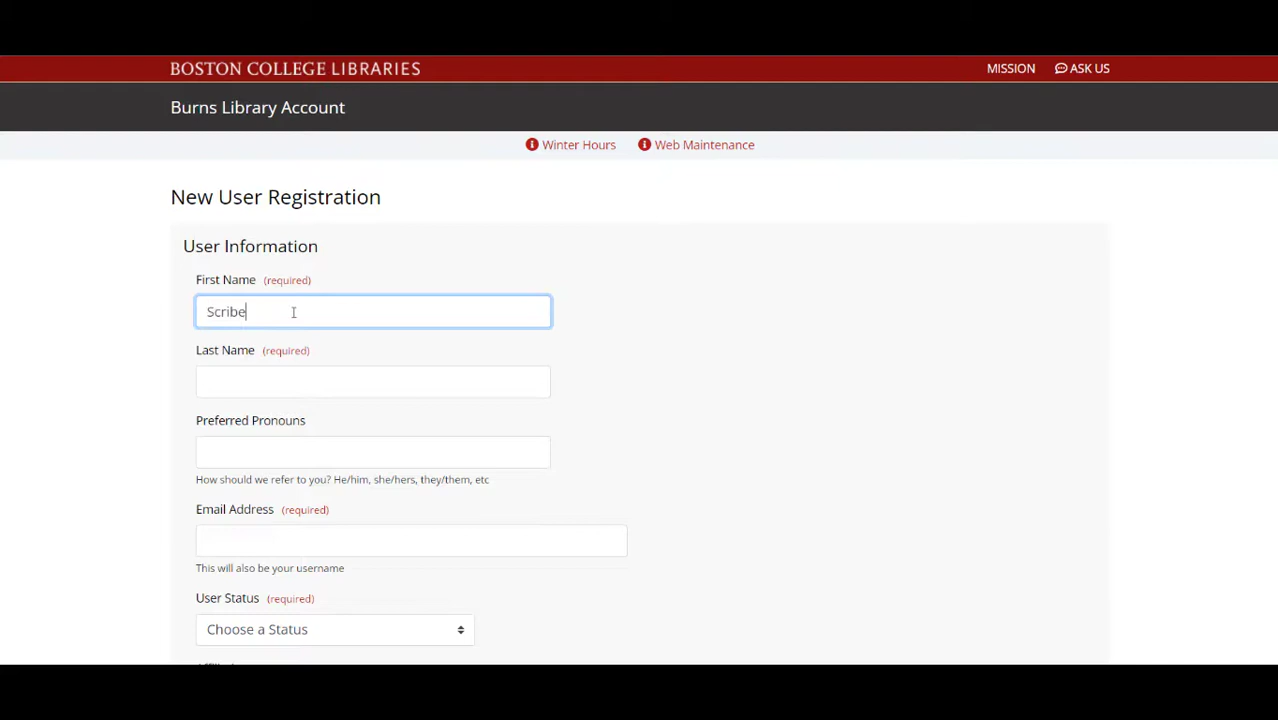 BOSTON COLLEGE LIBRARIES MISSION ASK US
Burns Library Account
Winter Hours Web Maintenance
New User Registration
User Information
First Name (required)
Scribe
Last Name (required)
Preferred Pronouns
How should we refer to you? He/him, she/hers, they/them, etc
Email Address (required)
This will also be your username
User Status (required)
Choose a Status